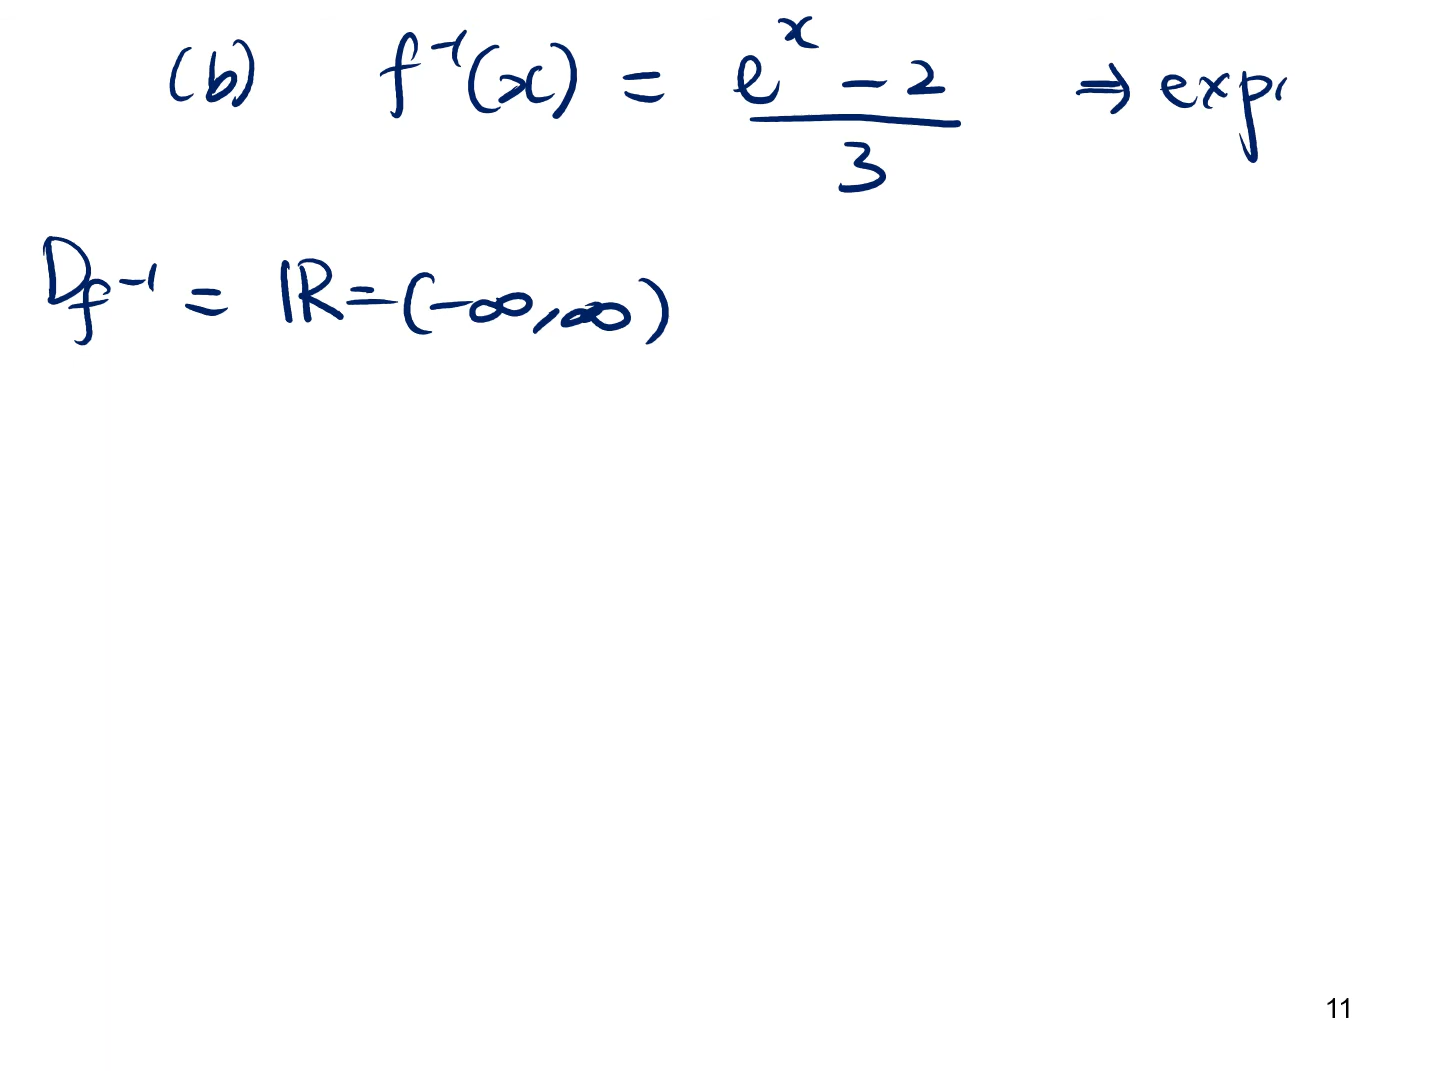 (b) f⁻¹(x) = (eˣ - 2)/3 ⇒ exp
D_f⁻¹ = ℝ = (-∞, ∞)
11